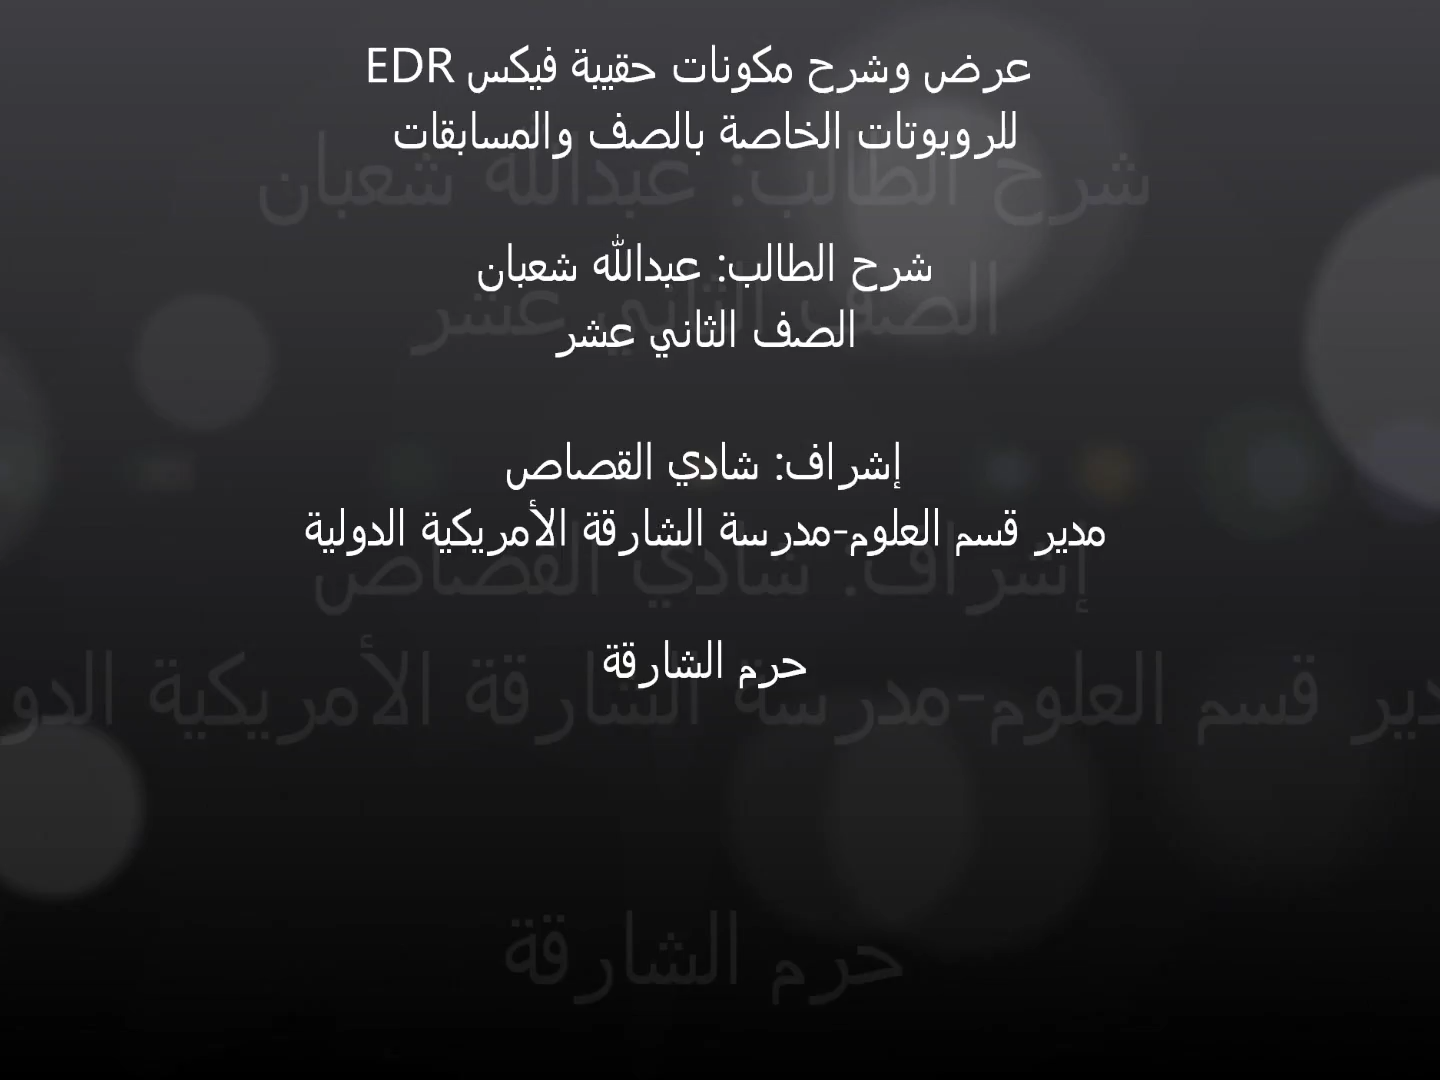 عرض وشرح مكونات حقيبة فيكس EDR
للروبوتات الخاصة بالصف والمسابقات
شرح الطالب: عبدالله شعبان
الصف الثاني عشر
إشراف: شادي القصاص
مدير قسم العلوم-مدرسة الشارقة الأمريكية الدولية
حرم الشارقة